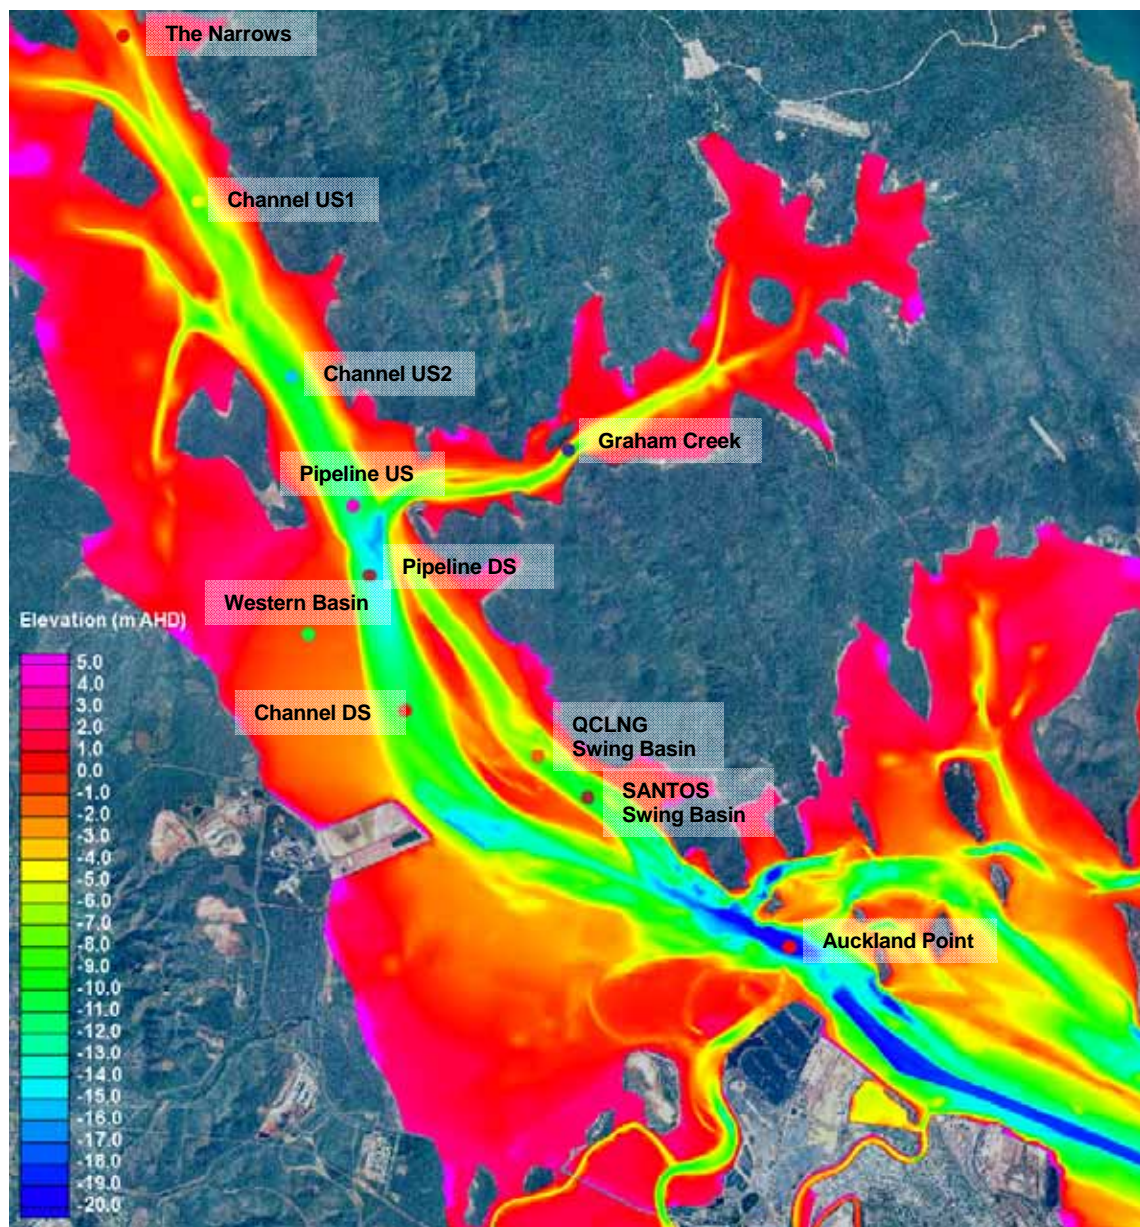 The Narrows
Channel US1
Channel US2
Graham Creek
Pipeline US
Pipeline DS
Western Basin
Elevation (m AHD)
5.0
4.0
3.0
2.0
1.0
0.0
-1.0
-2.0
-3.0
-4.0
-5.0
-6.0
-7.0
-8.0
-9.0
-10.0
-11.0
-12.0
-13.0
-14.0
-15.0
-16.0
-17.0
-18.0
-19.0
-20.0
Channel DS
QCLNG
Swing Basin
SANTOS
Swing Basin
Auckland Point